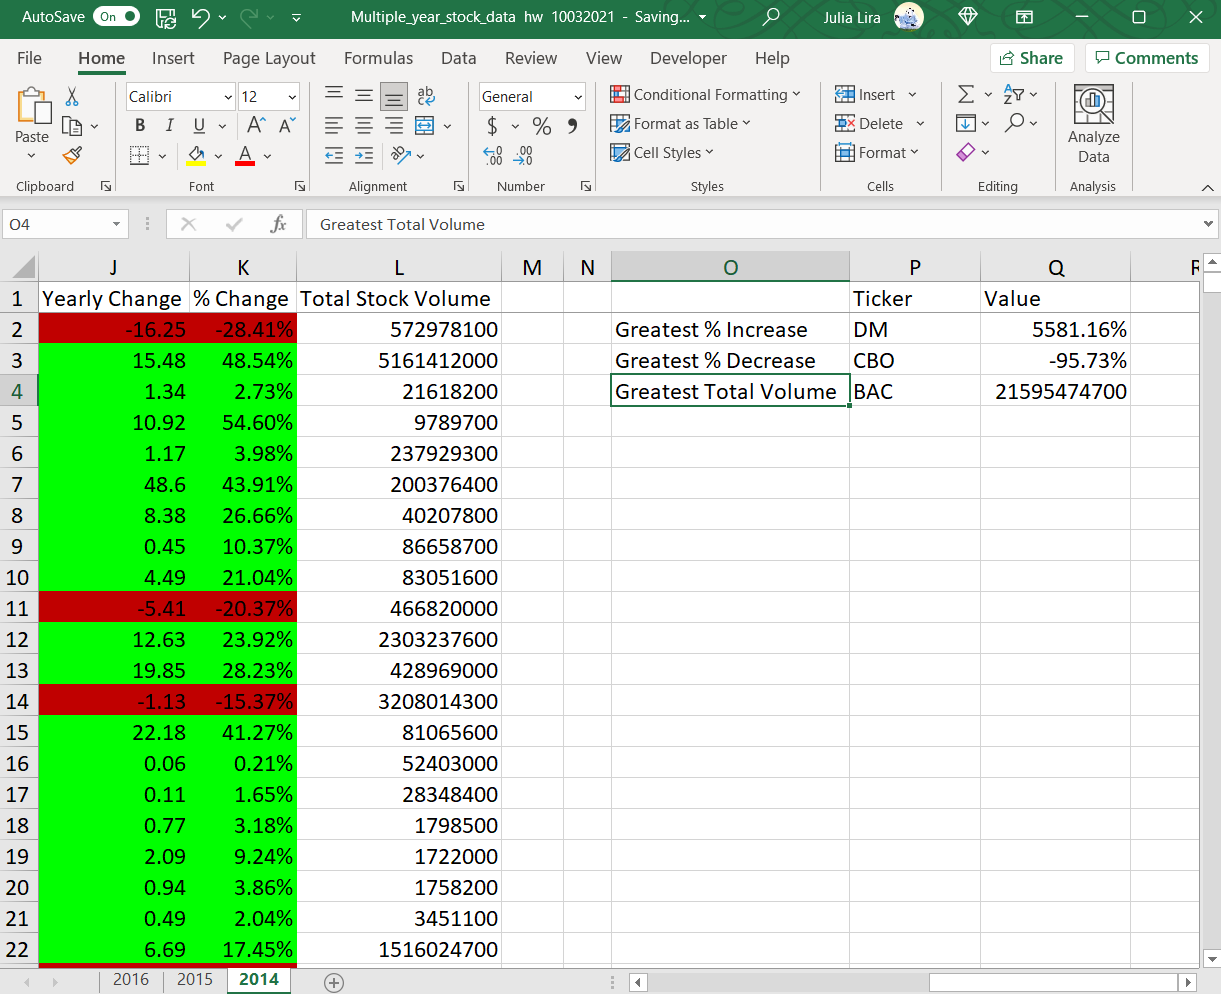 AutoSave On Multiple_year_stock_data hw 10032021 - Saving... Julia Lira
File Home Insert Page Layout Formulas Data Review View Developer Help Share Comments
Calibri 12 ab General Conditional Formatting Insert
Paste B I U A A $ % Format as Table Delete Analyze Data
A .00 .00 Cell Styles Format
Clipboard Font Alignment Number Styles Cells Editing Analysis
O4 fx Greatest Total Volume
J K L M N O P Q R
1 Yearly Change % Change Total Stock Volume Ticker Value
2 -16.25 -28.41% 572978100 Greatest % Increase DM 5581.16%
3 15.48 48.54% 5161412000 Greatest % Decrease CBO -95.73%
4 1.34 2.73% 21618200 Greatest Total Volume BAC 21595474700
5 10.92 54.60% 9789700
6 1.17 3.98% 237929300
7 48.6 43.91% 200376400
8 8.38 26.66% 40207800
9 0.45 10.37% 86658700
10 4.49 21.04% 83051600
11 -5.41 -20.37% 466820000
12 12.63 23.92% 2303237600
13 19.85 28.23% 428969000
14 -1.13 -15.37% 3208014300
15 22.18 41.27% 81065600
16 0.06 0.21% 52403000
17 0.11 1.65% 28348400
18 0.77 3.18% 1798500
19 2.09 9.24% 1722000
20 0.94 3.86% 1758200
21 0.49 2.04% 3451100
22 6.69 17.45% 1516024700
2016 2015 2014